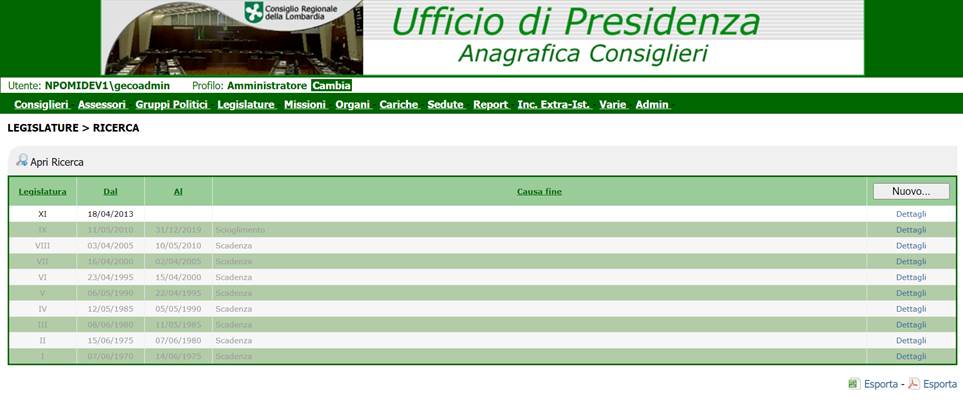 Consiglio Regionale
della Lombardia
Ufficio di Presidenza
Anagrafica Consiglieri
Utente: NPOMIDEV1\gecoadmin Profilo: Amministratore Cambia
Consiglieri Assessori Gruppi Politici Legislature Missioni Organi Cariche Sedute Report Inc. Extra-Ist. Varie Admin
LEGISLATURE > RICERCA
Apri Ricerca
Legislatura Dal Al Causa fine Nuovo...
XI 18/04/2013 Dettagli
IX 11/05/2010 31/12/2019 Scioglimento Dettagli
VIII 03/04/2005 10/05/2010 Scadenza Dettagli
VII 16/04/2000 02/04/2005 Scadenza Dettagli
VI 23/04/1995 15/04/2000 Scadenza Dettagli
V 06/05/1990 22/04/1995 Scadenza Dettagli
IV 12/05/1985 05/05/1990 Scadenza Dettagli
III 08/06/1980 11/05/1985 Scadenza Dettagli
II 15/06/1975 07/06/1980 Scadenza Dettagli
I 07/06/1970 14/06/1975 Scadenza Dettagli
Esporta - Esporta